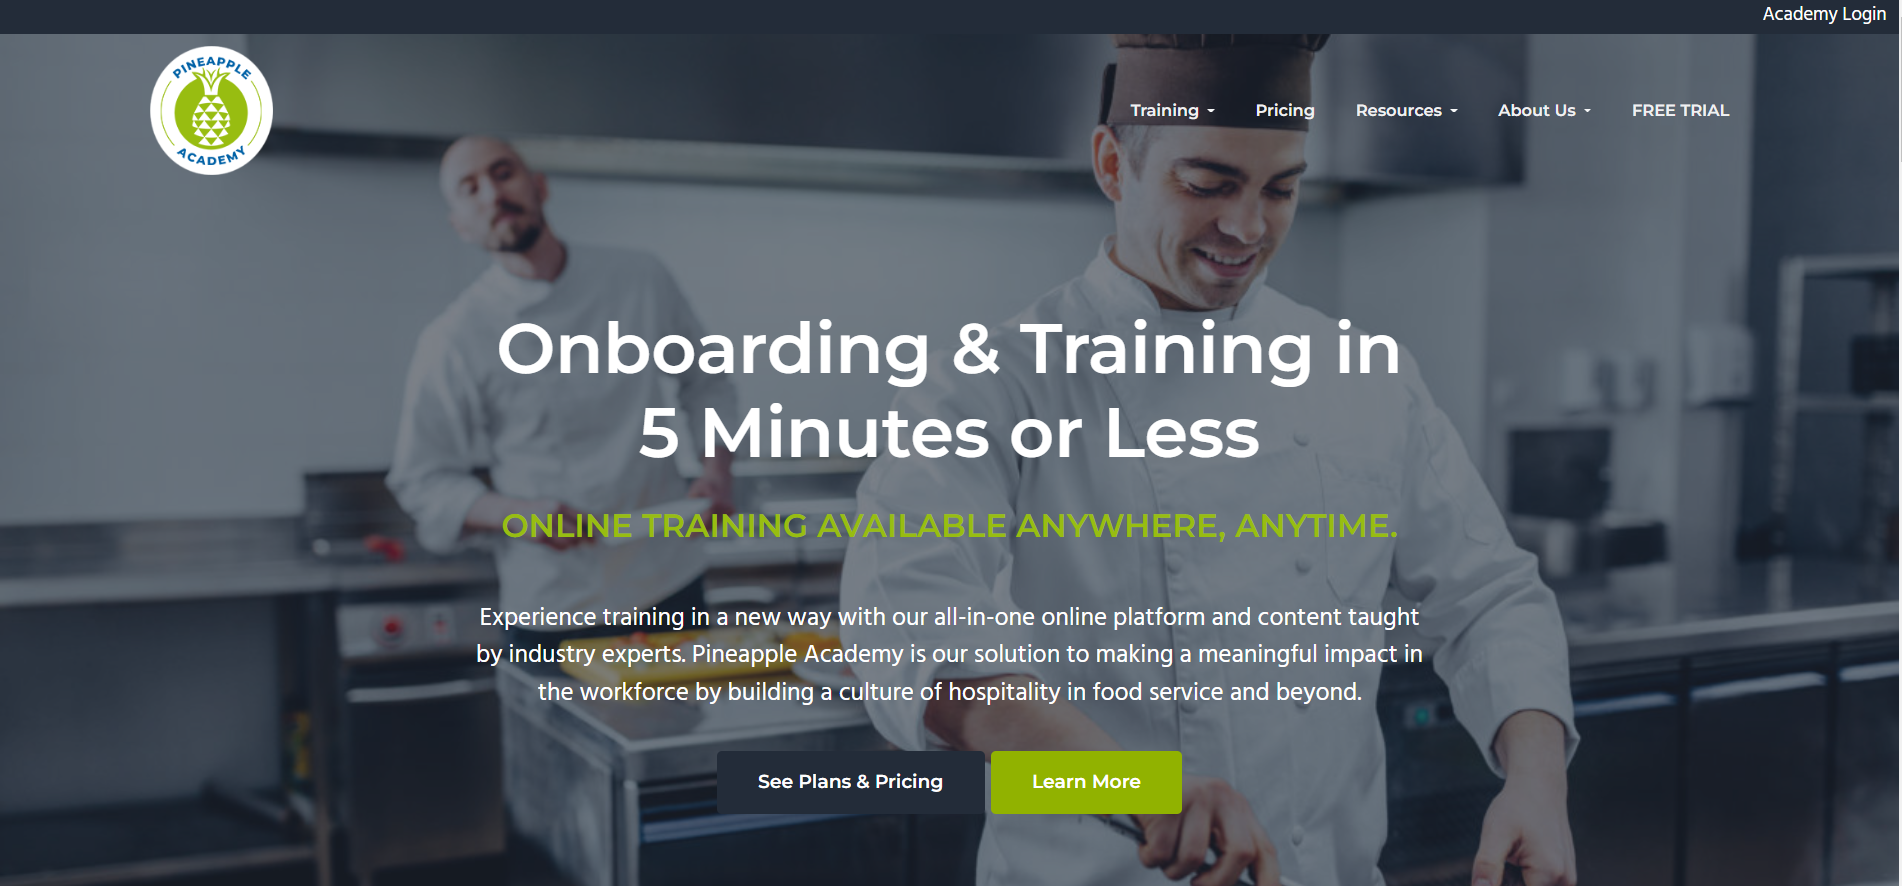 Academy Login
PINEAPPLE
ACADEMY
Training
Pricing
Resources
About Us
FREE TRIAL
Onboarding & Training in
5 Minutes or Less
ONLINE TRAINING AVAILABLE ANYWHERE, ANYTIME.
Experience training in a new way with our all-in-one online platform and content taught
by industry experts. Pineapple Academy is our solution to making a meaningful impact in
the workforce by building a culture of hospitality in food service and beyond.
See Plans & Pricing
Learn More